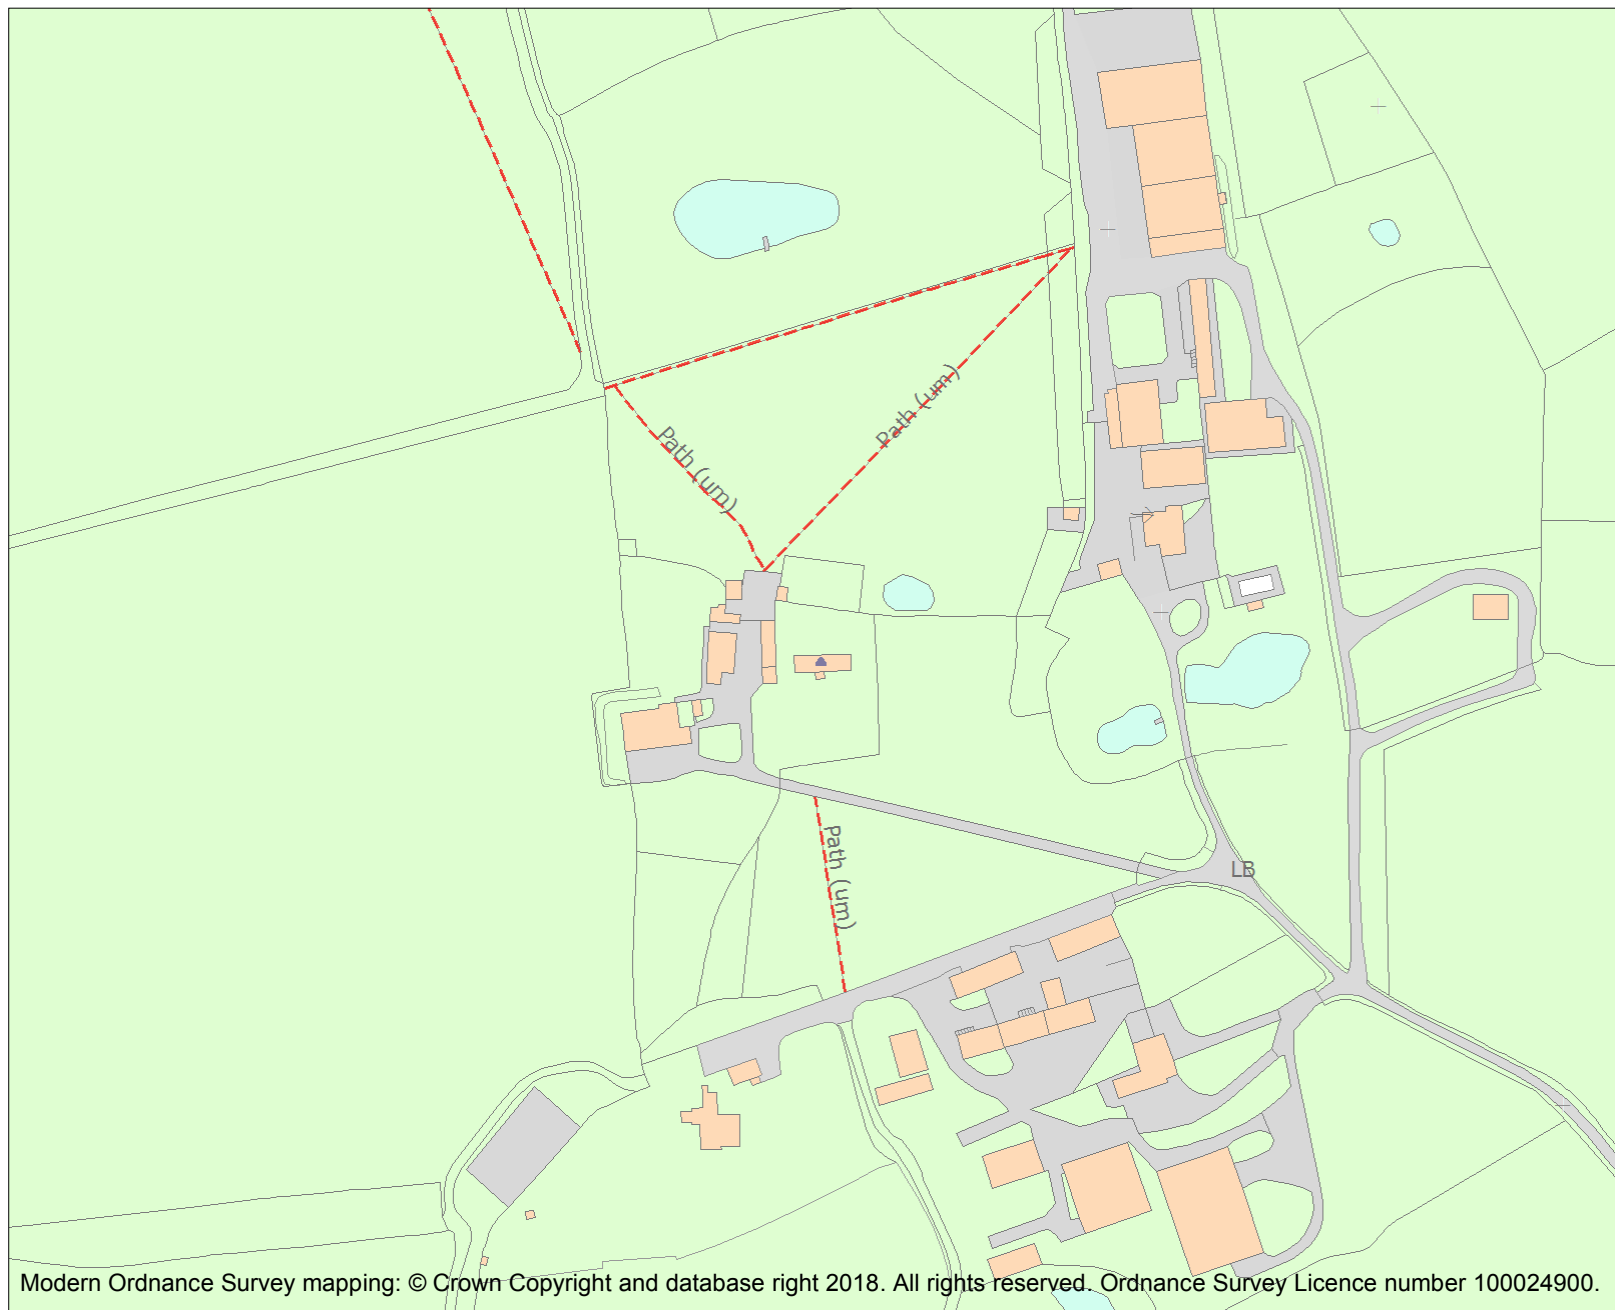 Path (um)
Path (um)
Path (um)
LB
Modern Ordnance Survey mapping: © Crown Copyright and database right 2018. All rights reserved. Ordnance Survey Licence number 100024900.